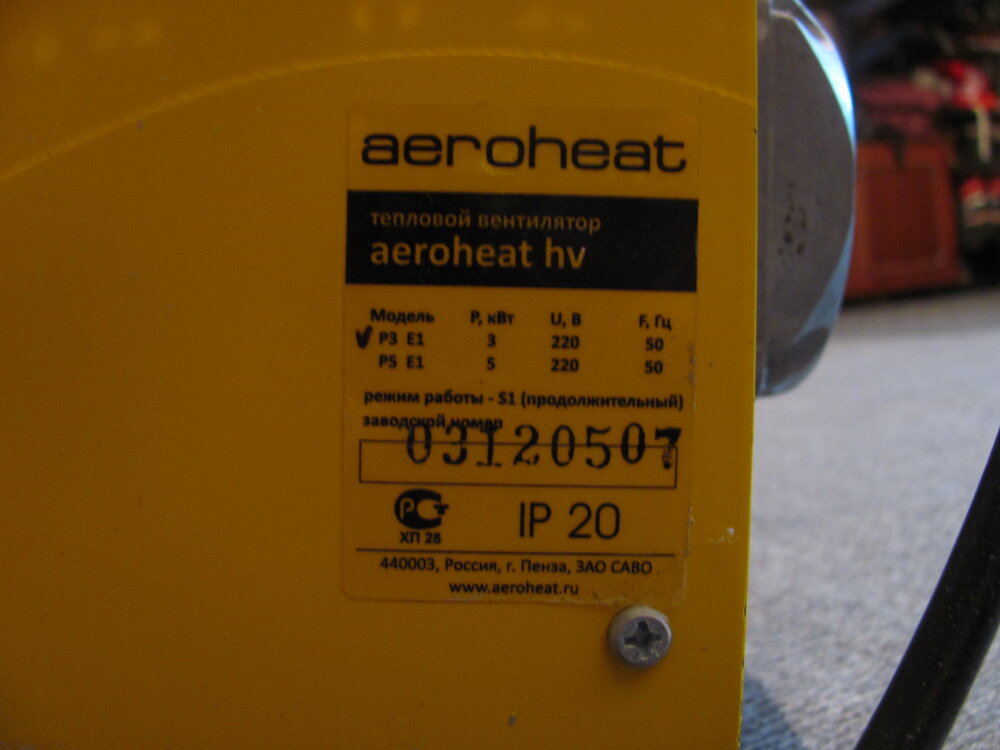 aeroheat
тепловой вентилятор
aeroheat hv
Модель P, кВт U, В F, Гц
✓ P3 E1 3 220 50
P5 E1 5 220 50
режим работы - S1 (продолжительный)
заводской номер
03120507
РСТ
ХП 28
IP 20
440003, Россия, г. Пенза, ЗАО САВО
www.aeroheat.ru